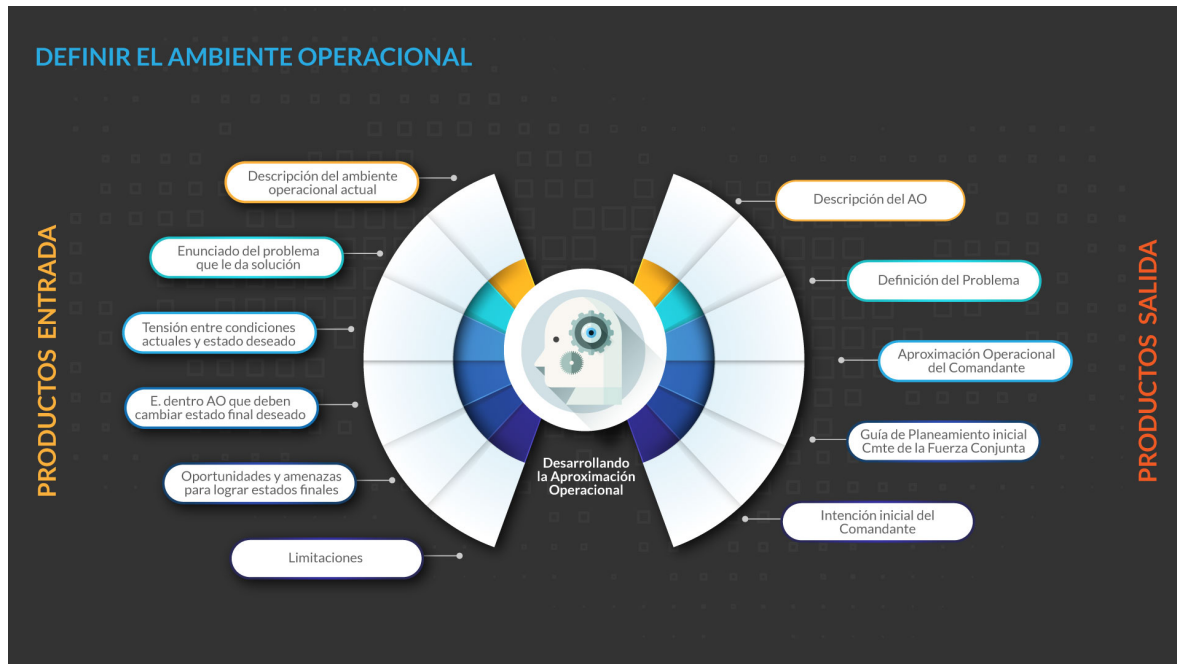 DEFINIR EL AMBIENTE OPERACIONAL
PRODUCTOS ENTRADA
Descripción del ambiente
operacional actual
Enunciado del problema
que le da solución
Tensión entre condiciones
actuales y estado deseado
E. dentro AO que deben
cambiar estado final deseado
Oportunidades y amenazas
para lograr estados finales
Limitaciones
Desarrollando
la Aproximación
Operacional
Descripción del AO
Definición del Problema
Aproximación Operacional
del Comandante
Guía de Planeamiento inicial
Cmte de la Fuerza Conjunta
Intención inicial del
Comandante
PRODUCTOS SALIDA